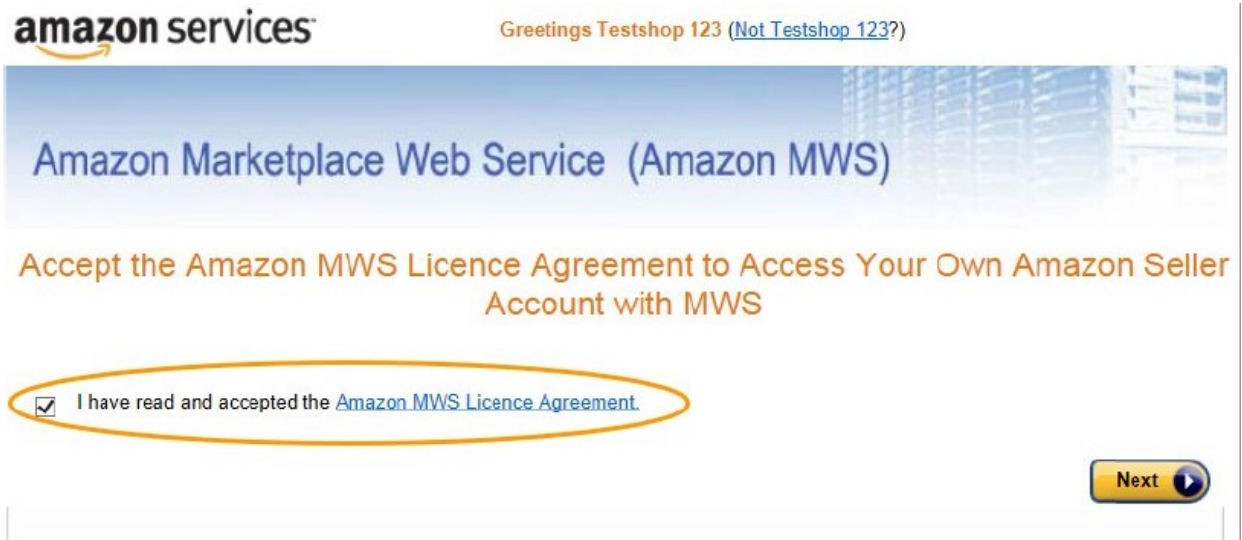 amazon services
Greetings Testshop 123 (Not Testshop 123?)
Amazon Marketplace Web Service (Amazon MWS)
Accept the Amazon MWS Licence Agreement to Access Your Own Amazon Seller
Account with MWS
I have read and accepted the Amazon MWS Licence Agreement.
Next